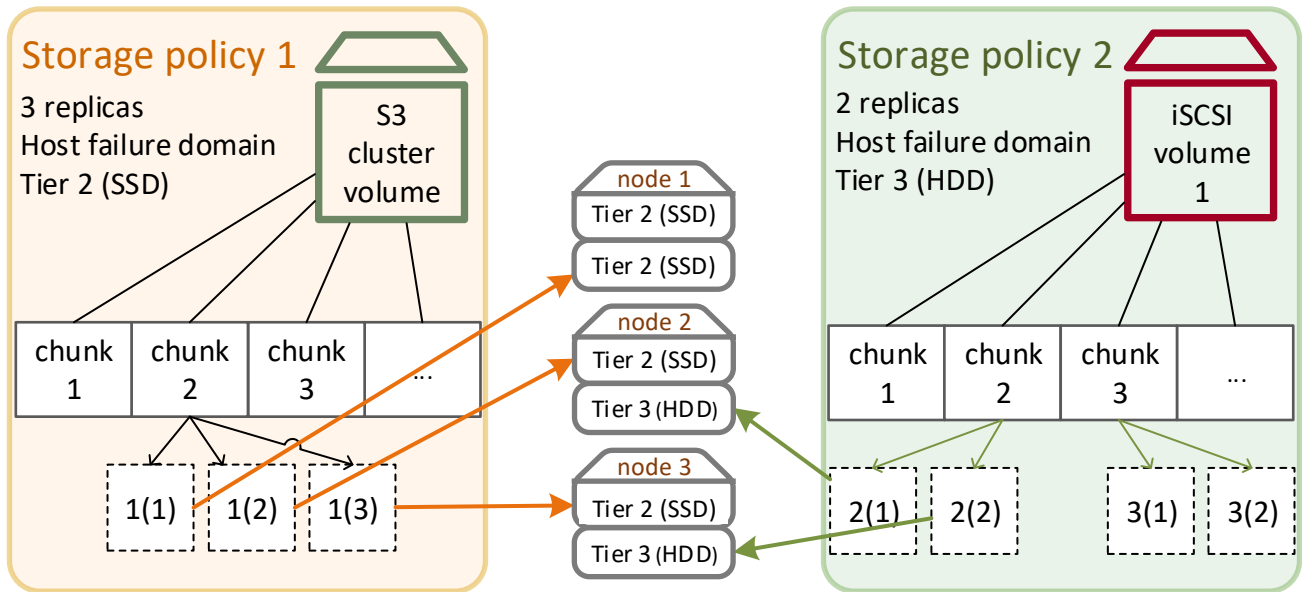 Storage policy 1
3 replicas
Host failure domain
Tier 2 (SSD)
S3
cluster
volume
chunk
1
chunk
2
chunk
3
...
1(1)
1(2)
1(3)
node 1
Tier 2 (SSD)
Tier 2 (SSD)
node 2
Tier 2 (SSD)
Tier 3 (HDD)
node 3
Tier 2 (SSD)
Tier 3 (HDD)
Storage policy 2
2 replicas
Host failure domain
Tier 3 (HDD)
iSCSI
volume
1
chunk
1
chunk
2
chunk
3
...
2(1)
2(2)
3(1)
3(2)